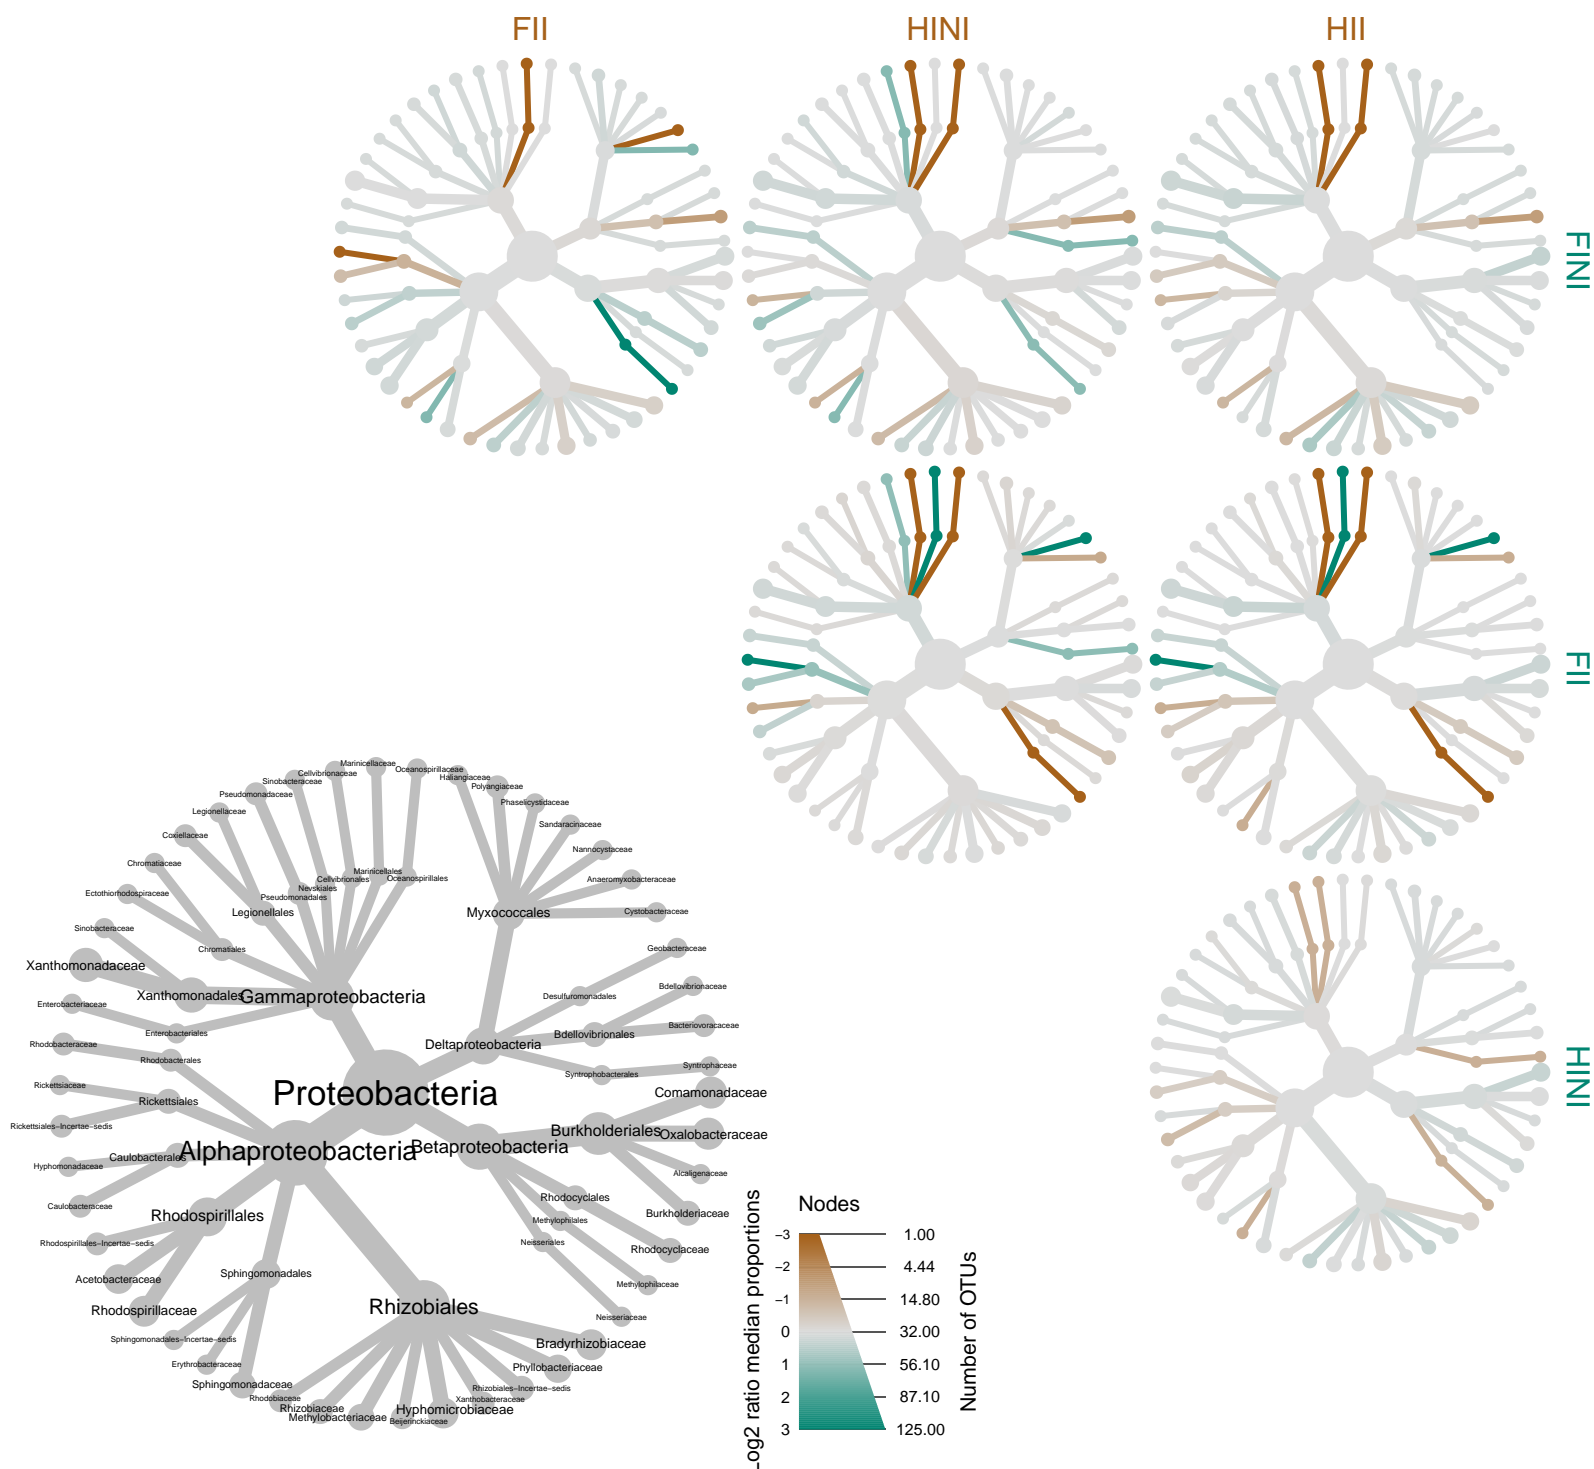 FII
HINI
HII
FINI
FII
HINI
Marinicellaceae
Oceanospirillaceae
Cellvibrionaceae
Haliangiaceae
Sinobacteraceae
Polyangiaceae
Pseudomonadaceae
Phaselicystidaceae
Legionellaceae
Sandaracinaceae
Coxiellaceae
Nannocystaceae
Chromatiaceae
Marinicellales
Cellvibrionales
Oceanospirillales
Anaeromyxobacteraceae
Ectothiorhodospiraceae
Nevskiales
Pseudomonadales
Legionellales
Myxococcales
Cystobacteraceae
Sinobacteraceae
Chromatiales
Geobacteraceae
Xanthomonadaceae
Bdellovibrionaceae
Xanthomonadales
Gammaproteobacteria
Desulfuromonadales
Enterobacteriaceae
Bacteriovoracaceae
Enterobacteriales
Bdellovibrionales
Rhodobacteraceae
Deltaproteobacteria
Rhodobacterales
Syntrophaceae
Syntrophobacterales
Rickettsiaceae
Proteobacteria
Comamonadaceae
Rickettsiales
Rickettsiales−Incertae−sedis
Burkholderiales
Oxalobacteraceae
Alphaproteobacteria
Betaproteobacteria
Caulobacterales
Hyphomonadaceae
Alcaligenaceae
Caulobacteraceae
Rhodocyclales
Rhodospirillales
Methylophilales
Burkholderiaceae
Rhodospirillales−Incertae−sedis
Neisseriales
Rhodocyclaceae
Acetobacteraceae
Sphingomonadales
Methylophilaceae
Rhodospirillaceae
Rhizobiales
Neisseriaceae
Sphingomonadales−Incertae−sedis
Bradyrhizobiaceae
Erythrobacteraceae
Phyllobacteriaceae
Sphingomonadaceae
Rhizobiales−Incertae−sedis
Rhodobiaceae
Xanthobacteraceae
Rhizobiaceae
Hyphomicrobiaceae
Methylobacteriaceae
Beijerinckiaceae
Nodes
Log2 ratio median proportions
Number of OTUs
−3 1.00
−2 4.44
−1 14.80
0 32.00
1 56.10
2 87.10
3 125.00